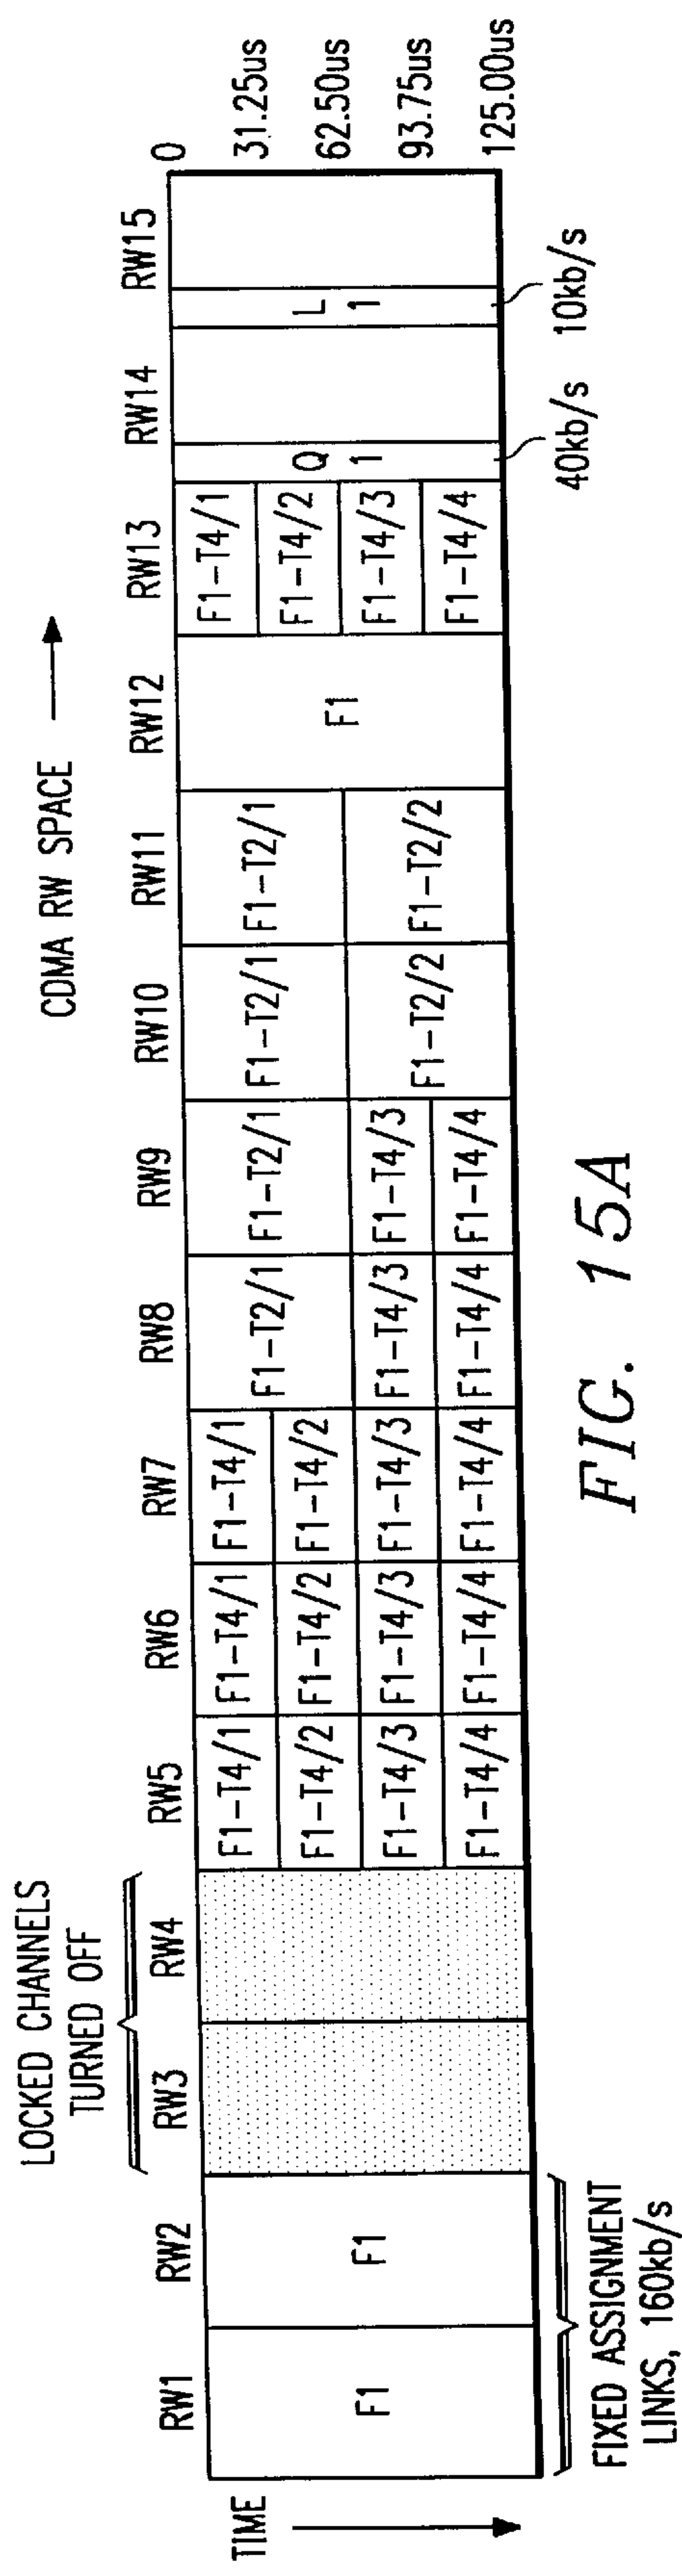 CDMA RW SPACE
LOCKED CHANNELS
TURNED OFF
RW1 RW2 RW3 RW4 RW5 RW6 RW7 RW8 RW9 RW10 RW11 RW12 RW13 RW14 RW15
0
F1-T4/1 F1-T4/1 F1-T4/1 F1-T2/1 F1-T2/1 F1-T2/1 F1-T2/1 F1-T4/1
31.25us
F1 F1 F1-T4/2 F1-T4/2 F1-T4/2 F1 F1-T4/2 Q L
62.50us
F1-T4/3 F1-T4/3 F1-T4/3 F1-T4/3 F1-T4/3 F1-T2/2 F1-T2/2 F1-T4/3 1 1
93.75us
F1-T4/4 F1-T4/4 F1-T4/4 F1-T4/4 F1-T4/4 F1-T4/4
125.00us
TIME
FIXED ASSIGNMENT
LINKS, 160kb/s
40kb/s
10kb/s
FIG. 15A